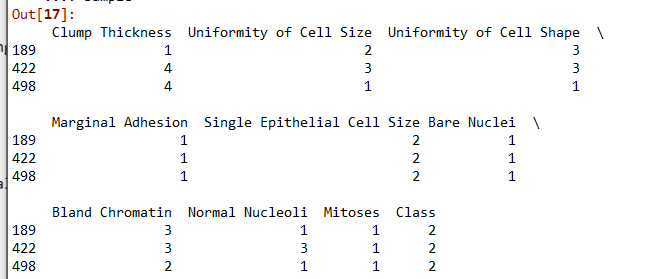 Out[17]:
Clump Thickness Uniformity of Cell Size Uniformity of Cell Shape \
189 1 2 3
422 4 3 3
498 4 1 1
Marginal Adhesion Single Epithelial Cell Size Bare Nuclei \
189 1 2 1
422 1 2 1
498 1 2 1
Bland Chromatin Normal Nucleoli Mitoses Class
189 3 1 1 2
422 3 3 1 2
498 2 1 1 2